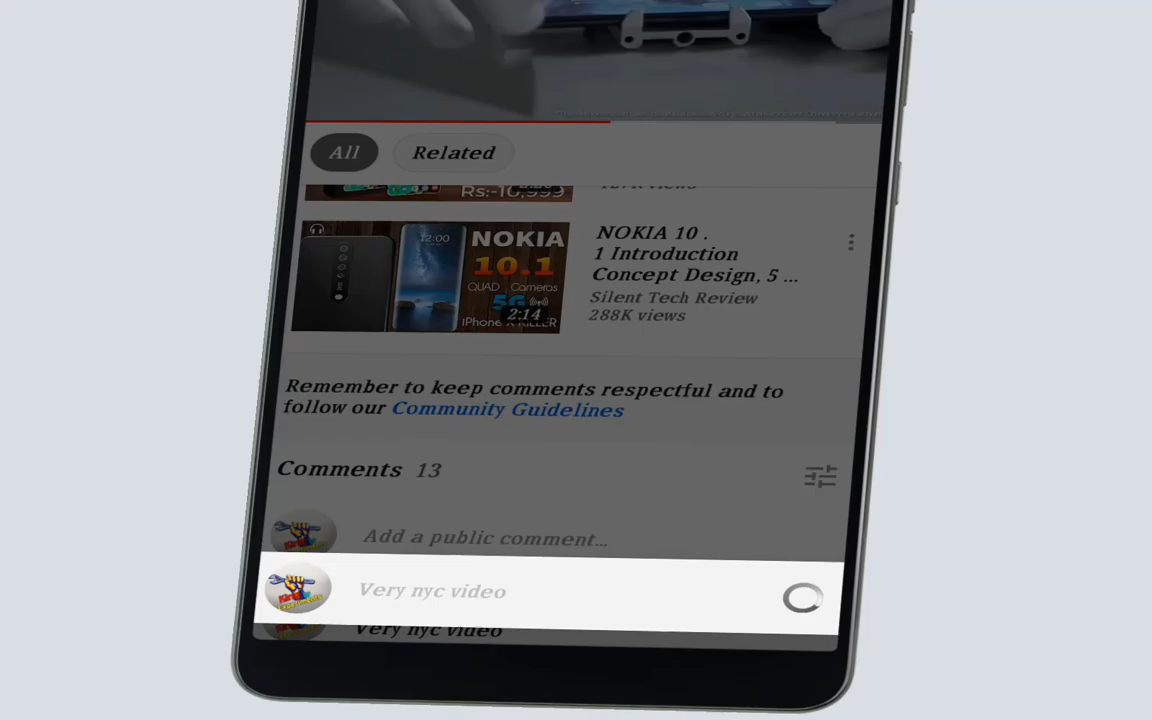 All
Related
Rs:-10,999
NOKIA 10 .
1 Introduction
Concept Design, 5 ...
Silent Tech Review
288K views
12:00
NOKIA
10.1
QUAD Cameras
5G
2:14
iPhone X KILLER
Remember to keep comments respectful and to
follow our Community Guidelines
Comments 13
Add a public comment...
Very nyc video
Very nyc video